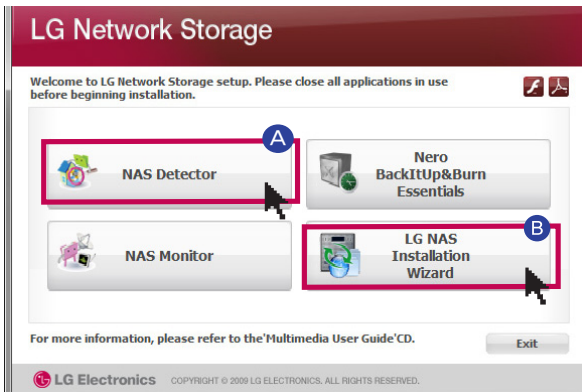 LG Network Storage
Welcome to LG Network Storage setup. Please close all applications in use
before beginning installation.
A
NAS Detector
Nero
BackItUp&Burn
Essentials
NAS Monitor
B
LG NAS
Installation
Wizard
For more information, please refer to the'Multimedia User Guide'CD.
Exit
LG Electronics COPYRIGHT © 2009 LG ELECTRONICS. ALL RIGHTS RESERVED.